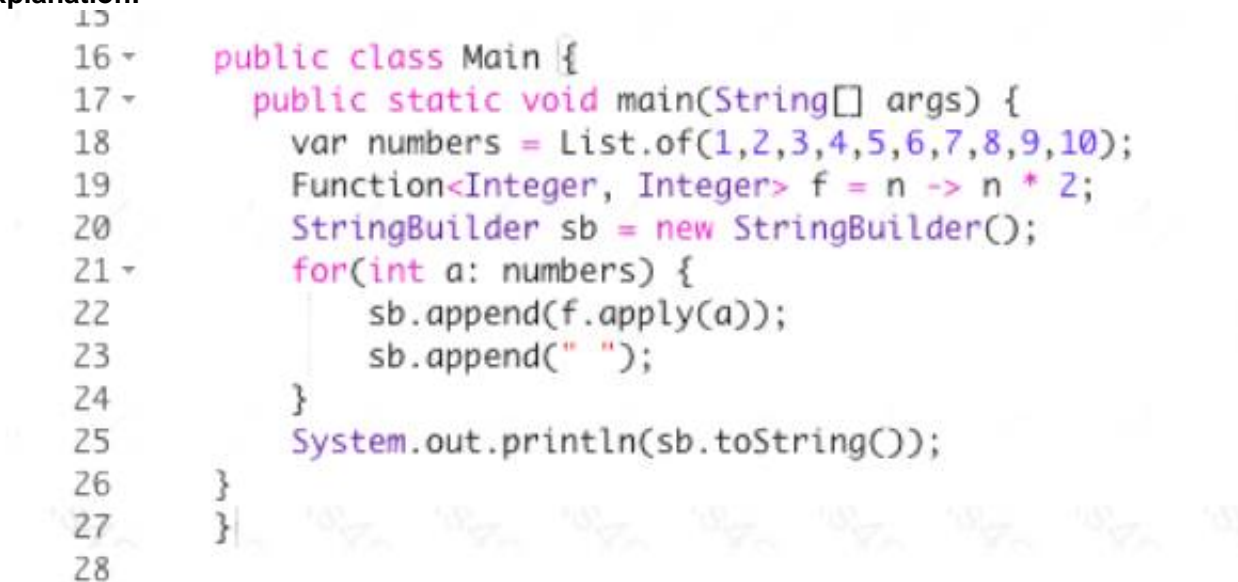 xplanation:
15
16 public class Main {
17 public static void main(String[] args) {
18 var numbers = List.of(1,2,3,4,5,6,7,8,9,10);
19 Function<Integer, Integer> f = n -> n * 2;
20 StringBuilder sb = new StringBuilder();
21 for(int a: numbers) {
22 sb.append(f.apply(a));
23 sb.append(" ");
24 }
25 System.out.println(sb.toString());
26 }
27 }
28